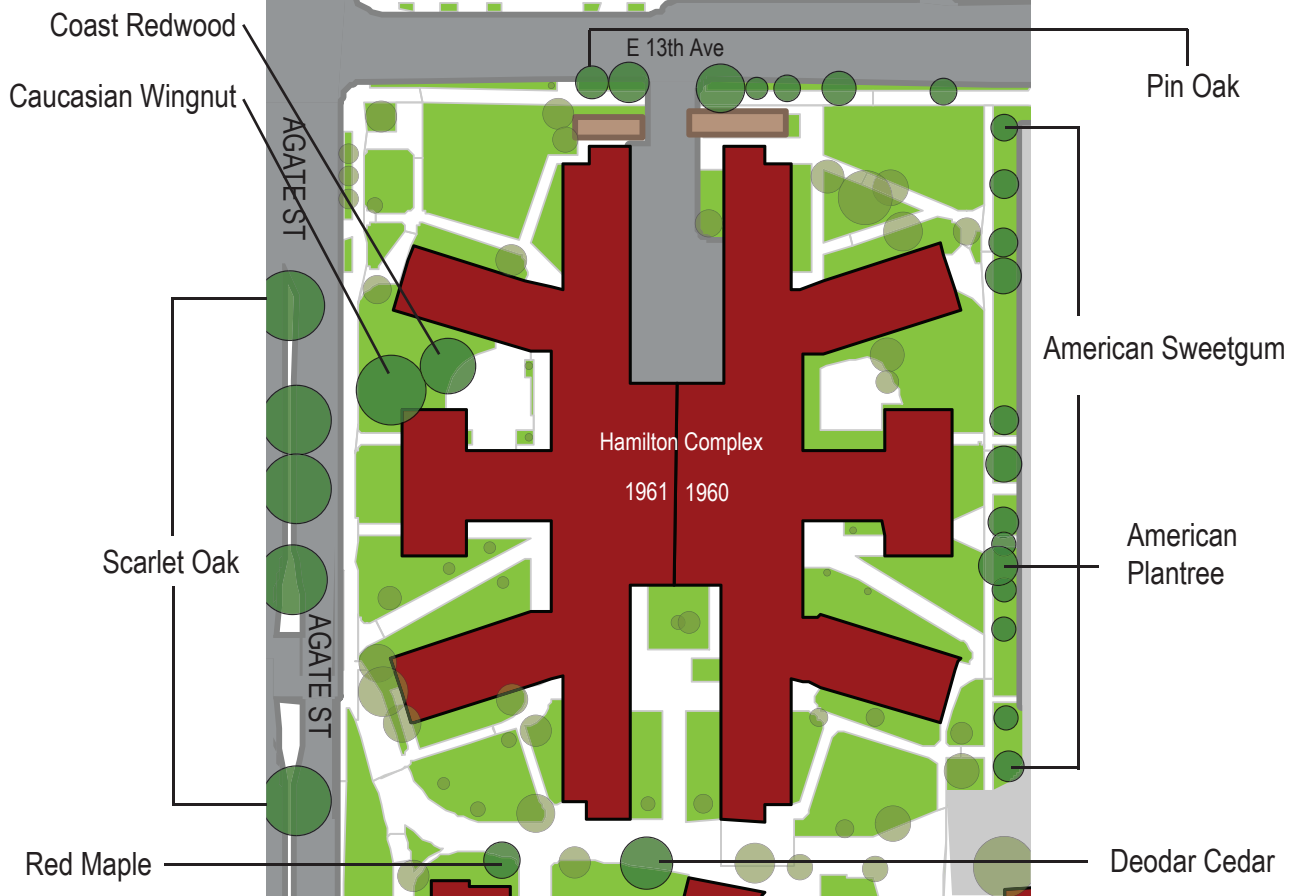 Coast Redwood
E 13th Ave
Pin Oak
Caucasian Wingnut
AGATE ST
American Sweetgum
Hamilton Complex
1961 1960
Scarlet Oak
American
Plantree
AGATE ST
Red Maple
Deodar Cedar